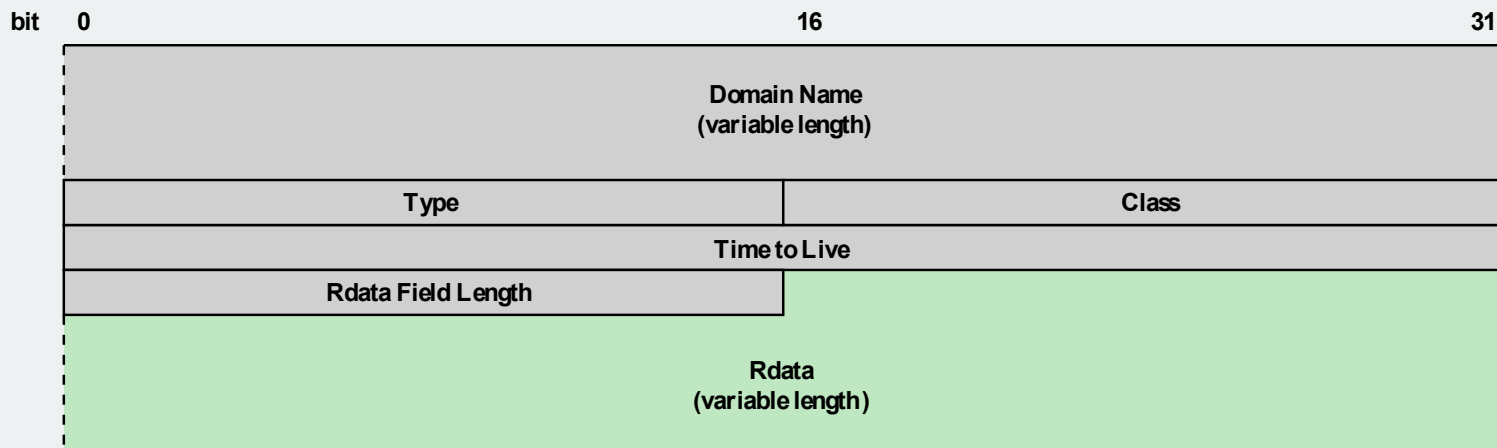 bit 0 16 31
Domain Name
(variable length)
Type Class
Time to Live
Rdata Field Length
Rdata
(variable length)